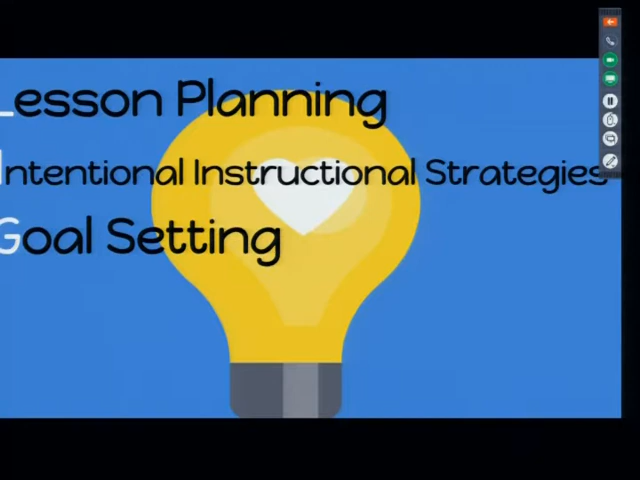 Lesson Planning
Intentional Instructional Strategies
Goal Setting